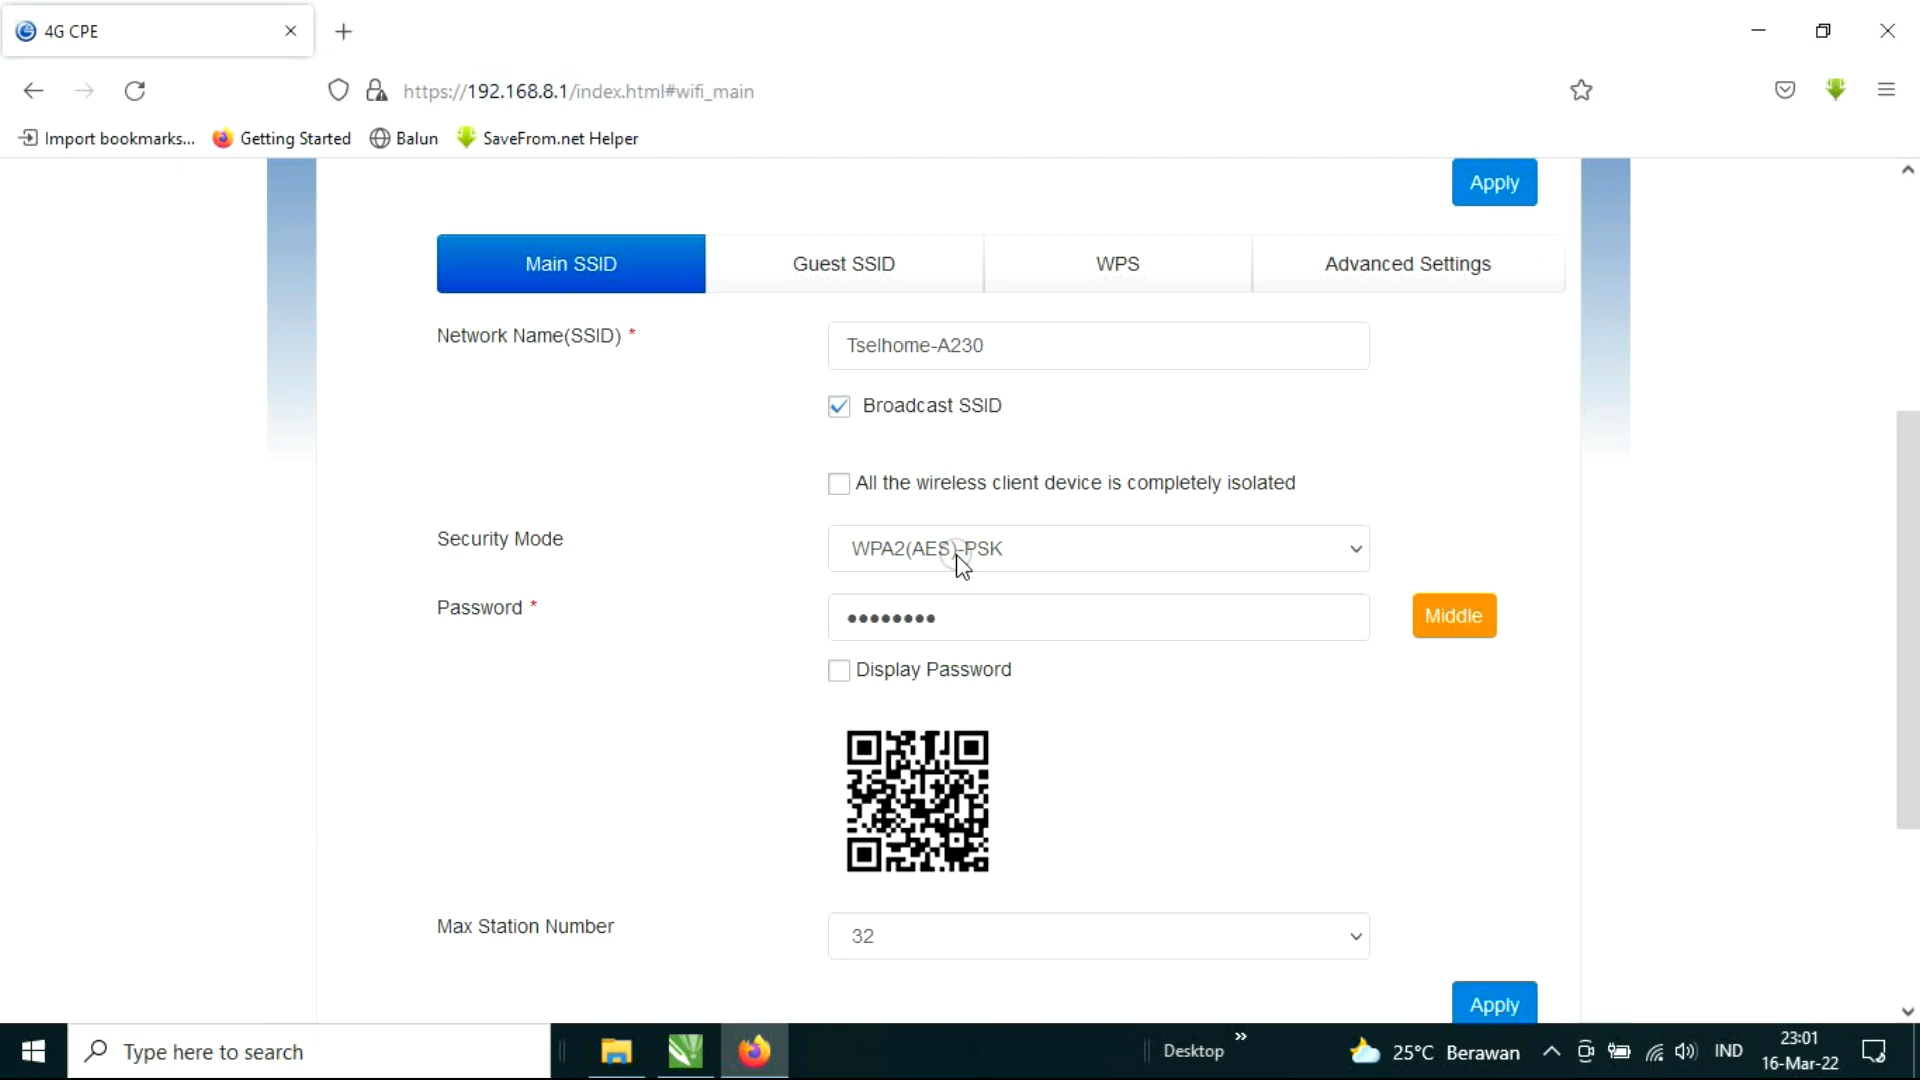 4G CPE
https://192.168.8.1/index.html#wifi_main
Import bookmarks... Getting Started Balun SaveFrom.net Helper
Apply
Main SSID Guest SSID WPS Advanced Settings
Network Name(SSID) * Tselhome-A230
Broadcast SSID
All the wireless client device is completely isolated
Security Mode WPA2(AES)-PSK
Password * •••••••• Middle
Display Password
Max Station Number 32
Apply
Type here to search Desktop » 25°C Berawan IND 23:01
16-Mar-22